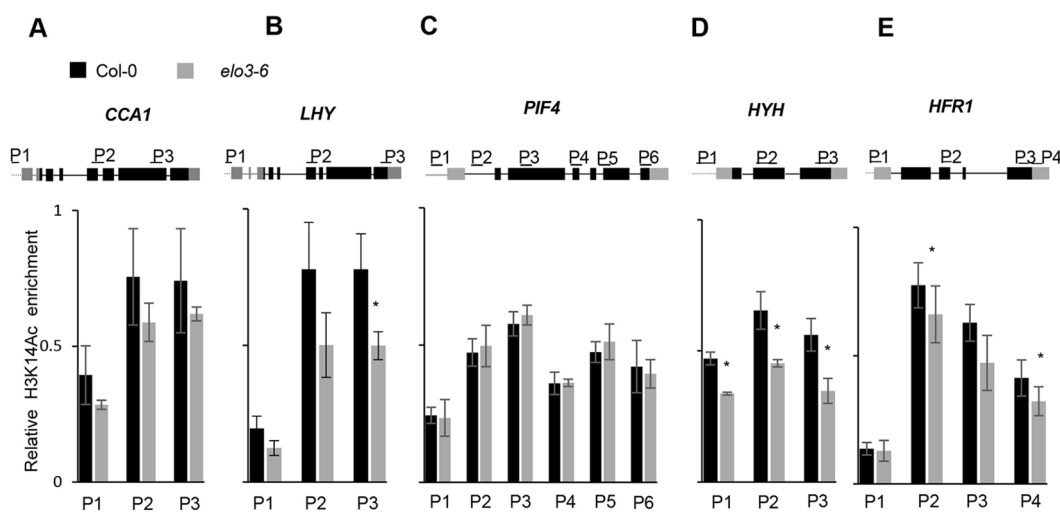 A B C D E
Col-0 elo3-6
CCA1 LHY PIF4 HYH HFR1
P1 P2 P3 P1 P2 P3 P1 P2 P3 P4 P5 P6 P1 P2 P3 P1 P2 P3 P4
Relative H3K14Ac enrichment
1
0.5
0
* * * * * *
P1 P2 P3 P1 P2 P3 P1 P2 P3 P4 P5 P6 P1 P2 P3 P1 P2 P3 P4